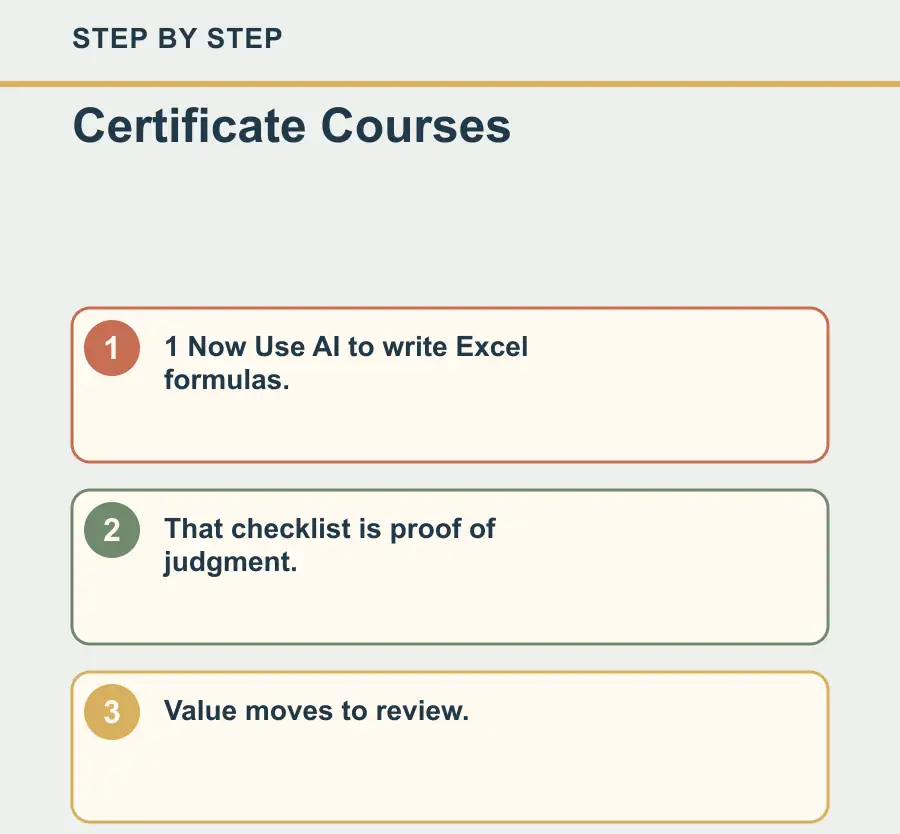 STEP BY STEP
Certificate Courses
1
1 Now Use AI to write Excel
formulas.
2
That checklist is proof of
judgment.
3
Value moves to review.